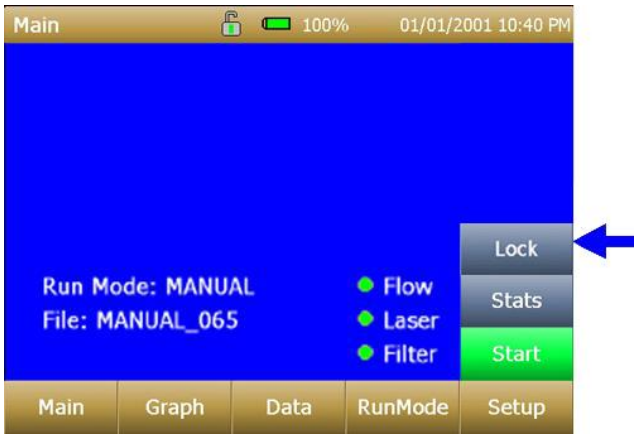 Main 100% 01/01/2001 10:40 PM
Lock
Run Mode: MANUAL
File: MANUAL_065
Flow
Laser
Filter
Stats
Start
Main Graph Data RunMode Setup